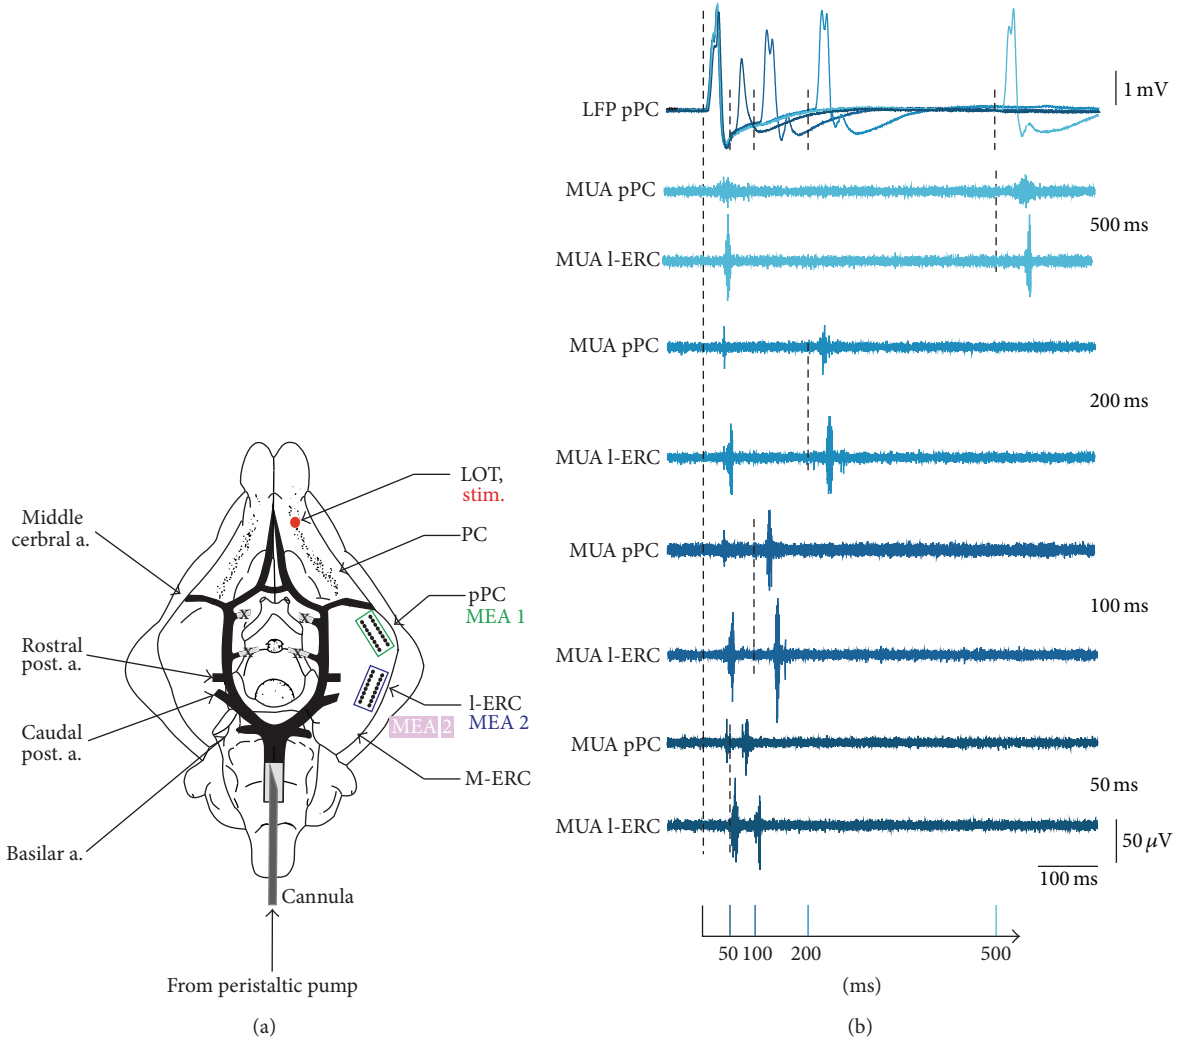 LOT,
stim.
Middle
cerbral a.
PC
pPC
MEA 1
x
x
x
x
Rostral
post. a.
l-ERC
MEA 2
MEA 2
Caudal
post. a.
M-ERC
Basilar a.
Cannula
From peristaltic pump
(a)
LFP pPC
1 mV
MUA pPC
500 ms
MUA l-ERC
MUA pPC
200 ms
MUA l-ERC
MUA pPC
100 ms
MUA l-ERC
MUA pPC
50 ms
MUA l-ERC
50 μV
100 ms
50 100 200 500
(ms)
(b)